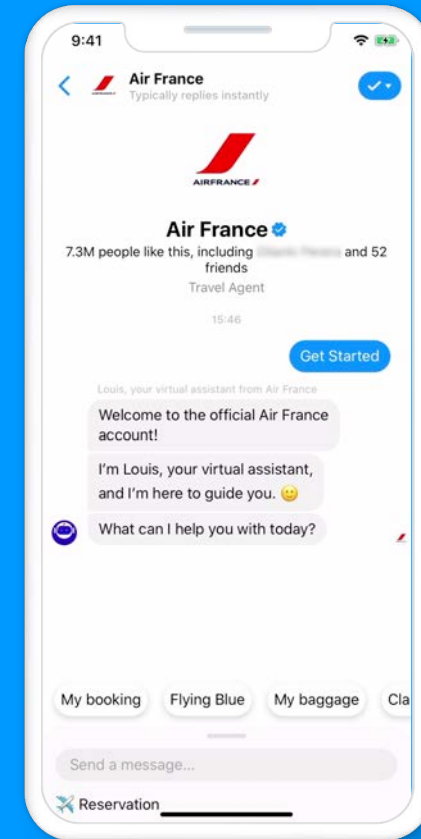 9:41
Air France
Typically replies instantly
AIRFRANCE
Air France
7.3M people like this, including and 52
friends
Travel Agent
15:46
Get Started
Louis, your virtual assistant from Air France
Welcome to the official Air France
account!
I'm Louis, your virtual assistant,
and I'm here to guide you. 🙂
What can I help you with today?
My booking Flying Blue My baggage Cla
Send a message...
✈️ Reservation